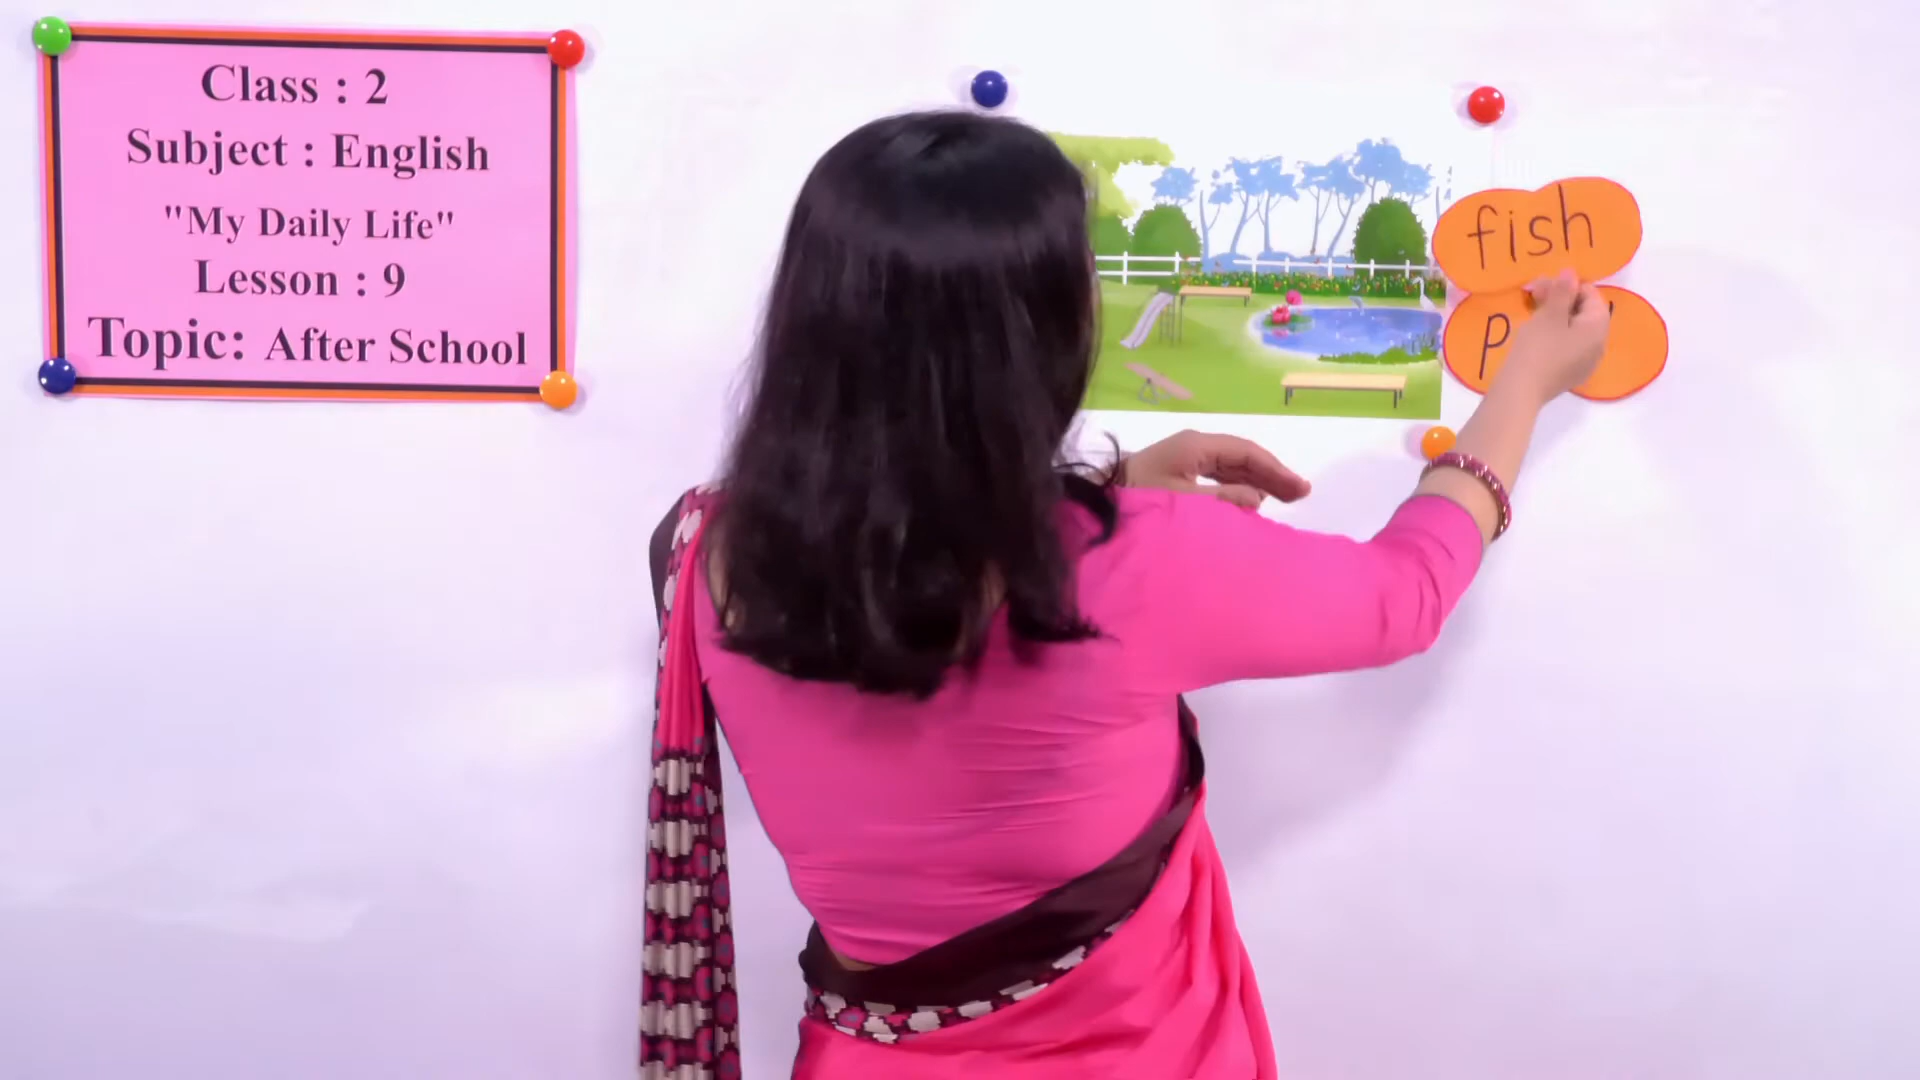 Class : 2
Subject : English
"My Daily Life"
Lesson : 9
Topic: After School
fish